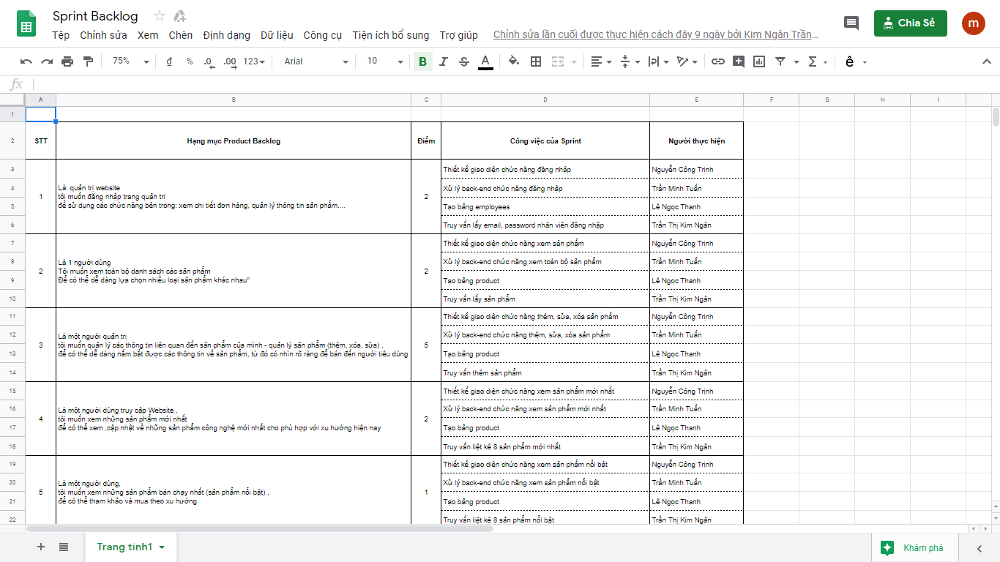 Sprint Backlog
Tệp Chỉnh sửa Xem Chèn Định dạng Dữ liệu Công cụ Tiện ích bổ sung Trợ giúp Chỉnh sửa lần cuối được thực hiện cách đây 9 ngày bởi Kim Ngân Trần…
Chia Sẻ
m
75% ₫ % .0 .00 123 Arial 10 B I S A Σ ê
fx
A B C D E F G H I
1
2 STT Hạng mục Product Backlog Điểm Công việc của Sprint Người thực hiện
3 Thiết kế giao diện chức năng đăng nhập Nguyễn Công Trịnh
4 Xử lý back-end chức năng đăng nhập Trần Minh Tuấn
5 Tạo bảng employees Lê Ngọc Thanh
6 Truy vấn lấy email, password nhân viên đăng nhập Trần Thị Kim Ngân
1
Là: quản trị website
tôi muốn đăng nhập trang quản trị
để sử dụng các chức năng bên trong: xem chi tiết đơn hàng, quản lý thông tin sản phẩm....
2
7 Thiết kế giao diện chức năng xem sản phẩm Nguyễn Công Trịnh
8 Xử lý back-end chức năng xem toàn bộ sản phẩm Trần Minh Tuấn
9 Tạo bảng product Lê Ngọc Thanh
10 Truy vấn lấy sản phẩm Trần Thị Kim Ngân
2
Là 1 người dùng
Tôi muốn xem toàn bộ danh sách các sản phẩm
Để có thể dễ dàng lựa chọn nhiều loại sản phẩm khác nhau"
2
11 Thiết kế giao diện chức năng thêm, sửa, xóa sản phẩm Nguyễn Công Trịnh
12 Xử lý back-end chức năng thêm, sửa, xóa sản phẩm Trần Minh Tuấn
13 Tạo bảng product Lê Ngọc Thanh
14 Truy vấn thêm sản phẩm Trần Thị Kim Ngân
3
Là một người quản trị
tôi muốn quản lý các thông tin liên quan đến sản phẩm của mình - quản lý sản phẩm (thêm, xóa, sửa) ,
để có thể dễ dàng nắm bắt được các thông tin về sản phẩm, từ đó có nhìn rõ ràng để bán đến người tiêu dùng
5
15 Thiết kế giao diện chức năng xem sản phẩm mới nhất Nguyễn Công Trịnh
16 Xử lý back-end chức năng xem sản phẩm mới nhất Trần Minh Tuấn
17 Tạo bảng product Lê Ngọc Thanh
18 Truy vấn liệt kê 8 sản phẩm mới nhất Trần Thị Kim Ngân
4
Là một người dùng truy cập Website ,
tôi muốn xem những sản phẩm mới nhất
để có thể xem ,cập nhật về những sản phẩm công nghệ mới nhất cho phù hợp với xu hướng hiện nay
2
19 Thiết kế giao diện chức năng xem sản phẩm nổi bật Nguyễn Công Trịnh
20 Xử lý back-end chức năng xem sản phẩm nổi bật Trần Minh Tuấn
21 Tạo bảng product Lê Ngọc Thanh
22 Truy vấn liệt kê 8 sản phẩm nổi bật Trần Thị Kim Ngân
5
Là một người dùng,
tôi muốn xem những sản phẩm bán chạy nhất (sản phẩm nổi bật) ,
để có thể tham khảo và mua theo xu hướng
1
Trang tính1
Khám phá